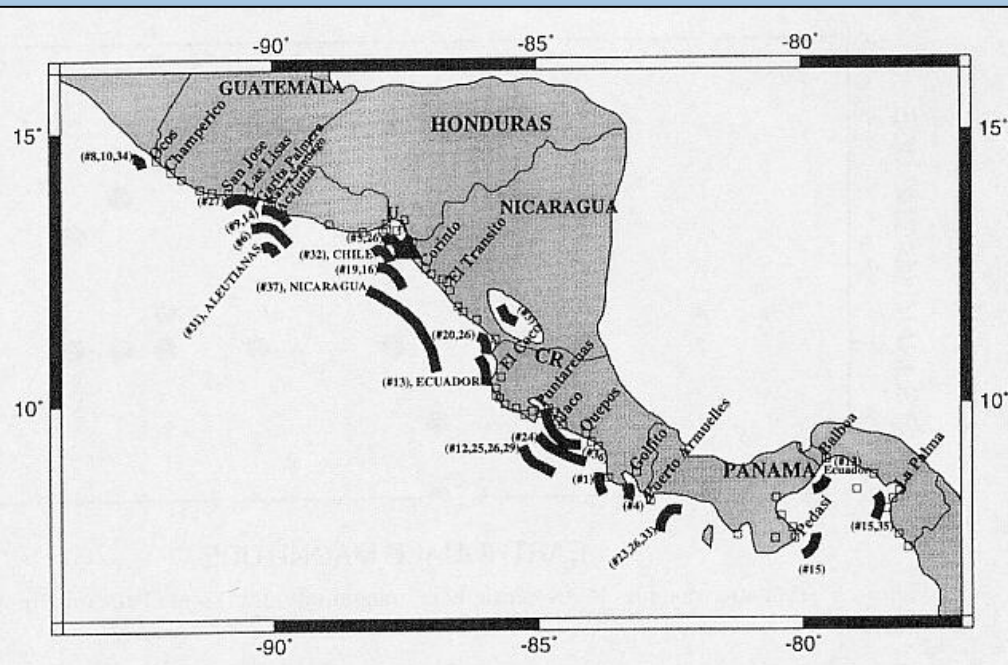 -90°
-85°
-80°
GUATEMALA
15°
15°
HONDURAS
Ocos
Champerico
(#8,10,34)
San Jose
Las Lisas
Acajutla
(#27)
NICARAGUA
(#9,14)
(#6)
(#32), CHILE
Corinto
El Transito
(#19,16)
(#31), ALEUTIANAS
(#37), NICARAGUA
(#20,26)
CR
(#13), ECUADOR
Puntarenas
10°
10°
Jaco
Quepos
(#24)
(#12,25,26,29)
Golfito
Puerto Armuelles
PANAMA
Balboa
Ecuador
La Palma
(#1)
(#4)
Pedasi
(#15,35)
(#23,26,33)
(#15)
-90°
-85°
-80°